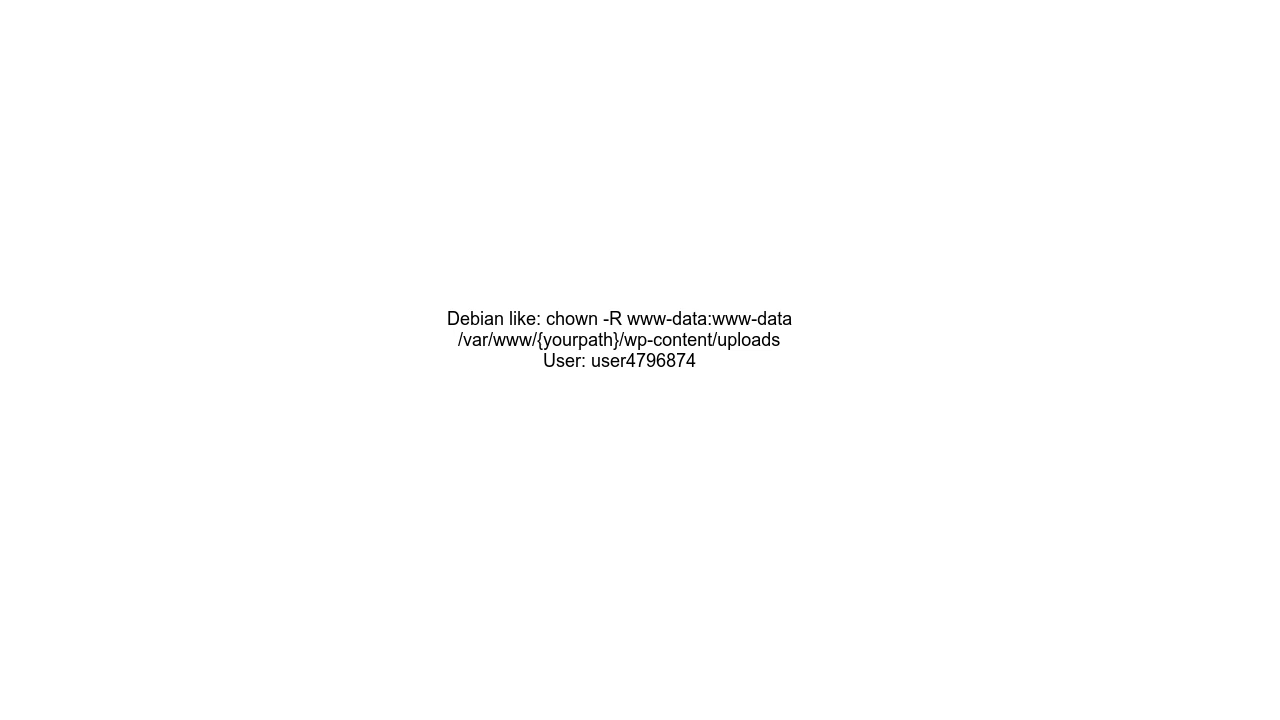 Debian like: chown -R www-data:www-data
/var/www/{yourpath}/wp-content/uploads
User: user4796874